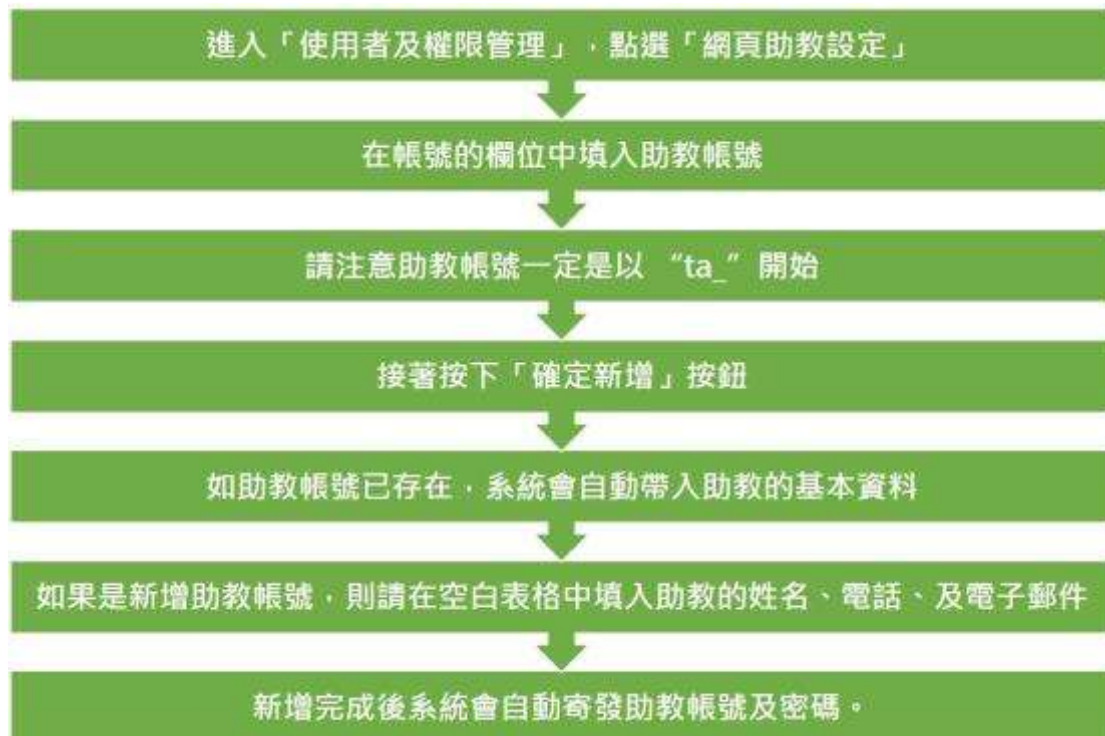 進入「使用者及權限管理」，點選「網頁助教設定」
在帳號的欄位中填入助教帳號
請注意助教帳號一定是以 “ta_” 開始
接著按下「確定新增」按鈕
如助教帳號已存在，系統會自動帶入助教的基本資料
如果是新增助教帳號，則請在空白表格中填入助教的姓名、電話、及電子郵件
新增完成後系統會自動寄發助教帳號及密碼。